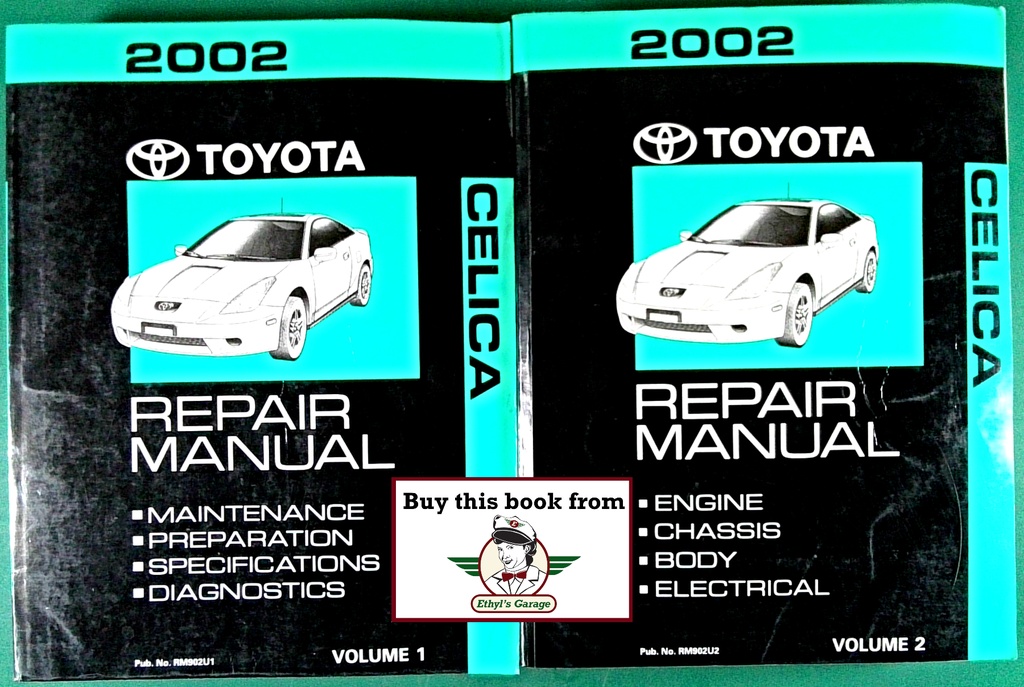 2002
TOYOTA
CELICA
REPAIR
MANUAL
MAINTENANCE
PREPARATION
SPECIFICATIONS
DIAGNOSTICS
Pub. No. RM902U1
VOLUME 1
2002
TOYOTA
CELICA
REPAIR
MANUAL
ENGINE
CHASSIS
BODY
ELECTRICAL
Pub. No. RM902U2
VOLUME 2
Buy this book from
Ethyl's Garage